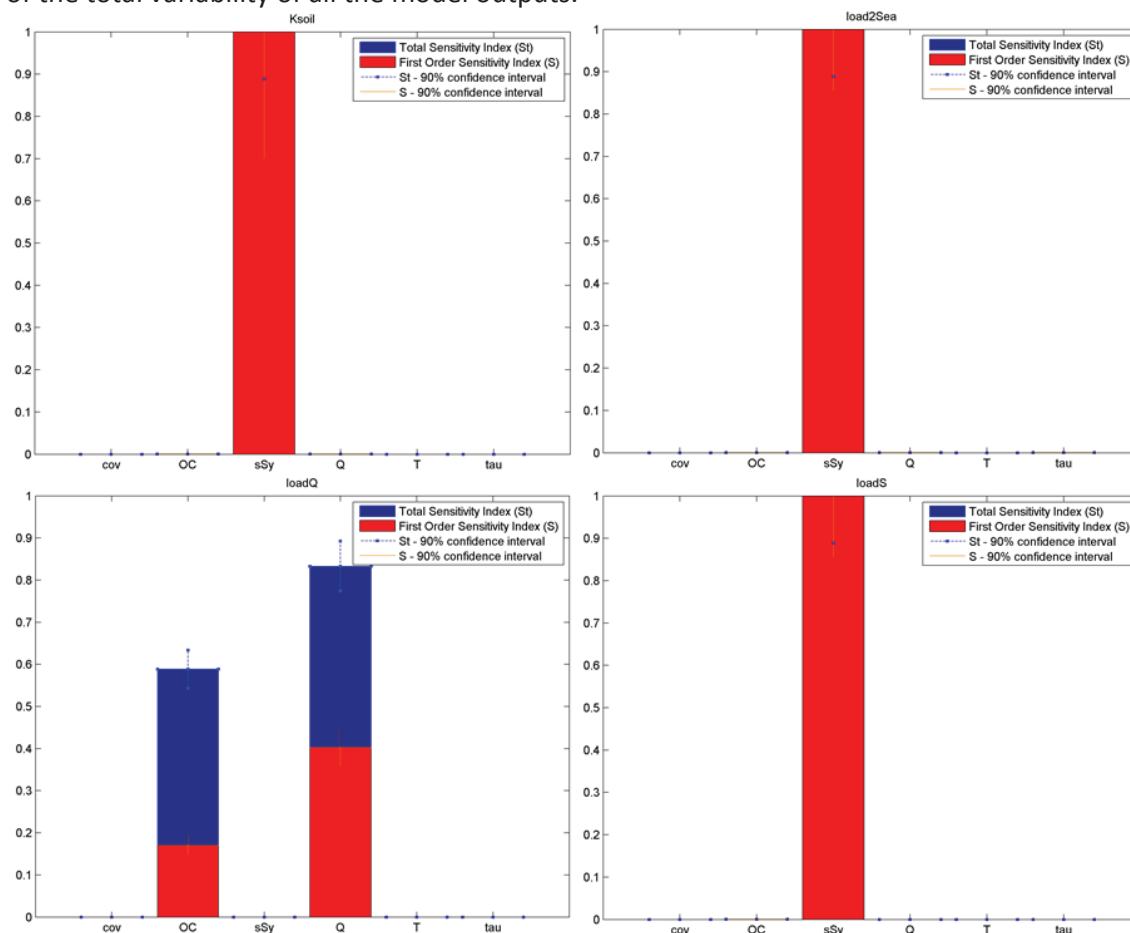 of the total variability of all the model outputs.
Ksoil
1
0.9
0.8
0.7
0.6
0.5
0.4
0.3
0.2
0.1
0
Total Sensitivity Index (St)
First Order Sensitivity Index (S)
St - 90% confidence interval
S - 90% confidence interval
cov OC sSy Q T tau
load2Sea
1
0.9
0.8
0.7
0.6
0.5
0.4
0.3
0.2
0.1
0
Total Sensitivity Index (St)
First Order Sensitivity Index (S)
St - 90% confidence interval
S - 90% confidence interval
cov OC sSy Q T tau
loadQ
1
0.9
0.8
0.7
0.6
0.5
0.4
0.3
0.2
0.1
0
Total Sensitivity Index (St)
First Order Sensitivity Index (S)
St - 90% confidence interval
S - 90% confidence interval
cov OC sSy Q T tau
loadS
1
0.9
0.8
0.7
0.6
0.5
0.4
0.3
0.2
0.1
0
Total Sensitivity Index (St)
First Order Sensitivity Index (S)
St - 90% confidence interval
S - 90% confidence interval
cov OC sSy Q T tau